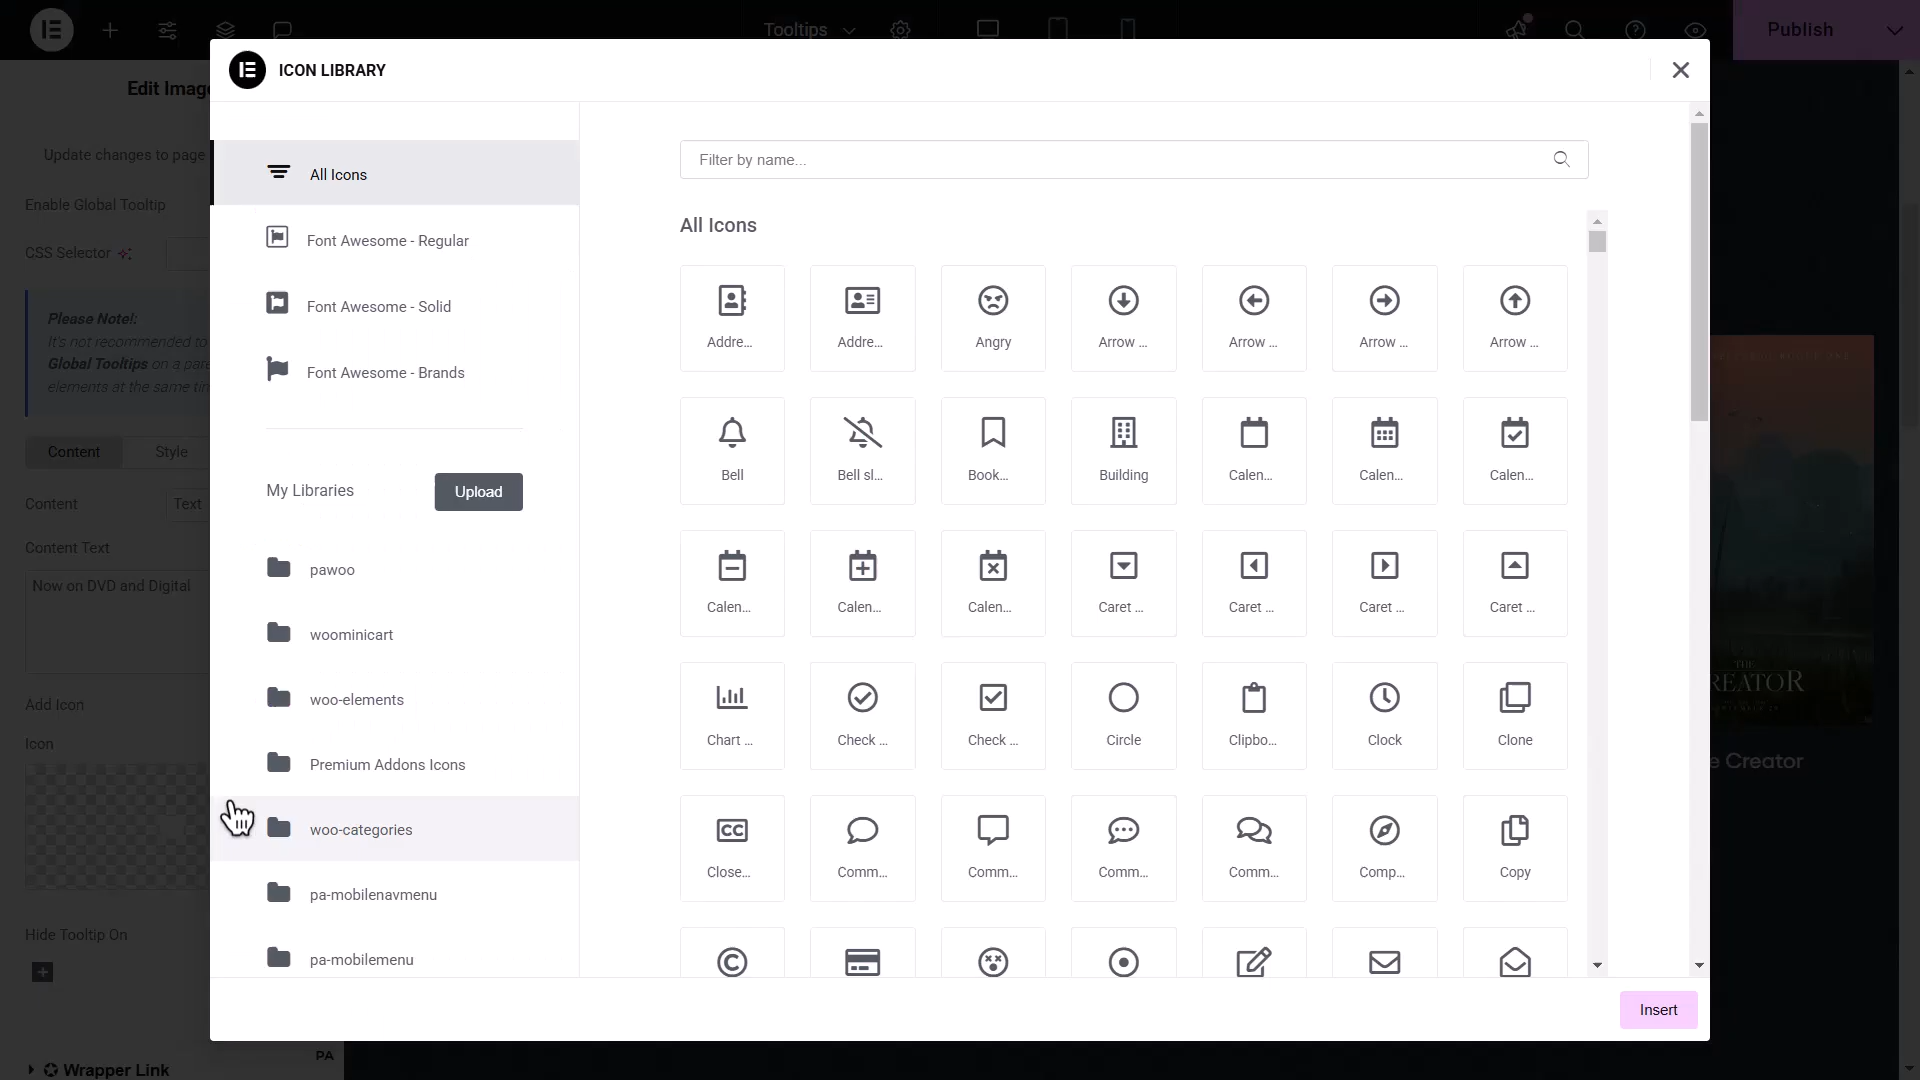 Tooltips
Publish
Edit Imag
ICON LIBRARY
Update changes to page
Enable Global Tooltip
CSS Selector
Please Note!:
It's not recommended to
Global Tooltips on a pare
elements at the same tim
Content
Style
Content
Text
Content Text
Now on DVD and Digital
Add Icon
Icon
Hide Tooltip On
Wrapper Link
PA
All Icons
Font Awesome - Regular
Font Awesome - Solid
Font Awesome - Brands
My Libraries
Upload
pawoo
woominicart
woo-elements
Premium Addons Icons
woo-categories
pa-mobilenavmenu
pa-mobilemenu
Filter by name...
All Icons
Addre...
Addre...
Angry
Arrow ...
Arrow ...
Arrow ...
Arrow ...
Bell
Bell sl...
Book...
Building
Calen...
Calen...
Calen...
Calen...
Calen...
Calen...
Caret ...
Caret ...
Caret ...
Caret ...
Chart ...
Check ...
Check ...
Circle
Clipbo...
Clock
Clone
CC
Close...
Comm...
Comm...
Comm...
Comm...
Comp...
Copy
Insert
THE
REATOR
e Creator